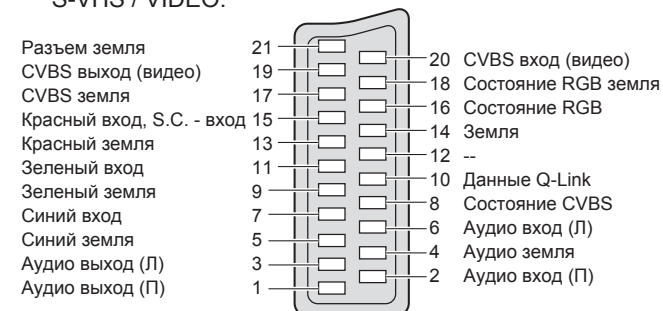 S-VHS / VIDEO.
Разъем земля 21
CVBS выход (видео) 19
CVBS земля 17
Красный вход, S.C. - вход 15
Красный земля 13
Зеленый вход 11
Зеленый земля 9
Синий вход 7
Синий земля 5
Аудио выход (Л) 3
Аудио выход (П) 1
20 CVBS вход (видео)
18 Состояние RGB земля
16 Состояние RGB
14 Земля
12 --
10 Данные Q-Link
8 Состояние CVBS
6 Аудио вход (Л)
4 Аудио земля
2 Аудио вход (П)